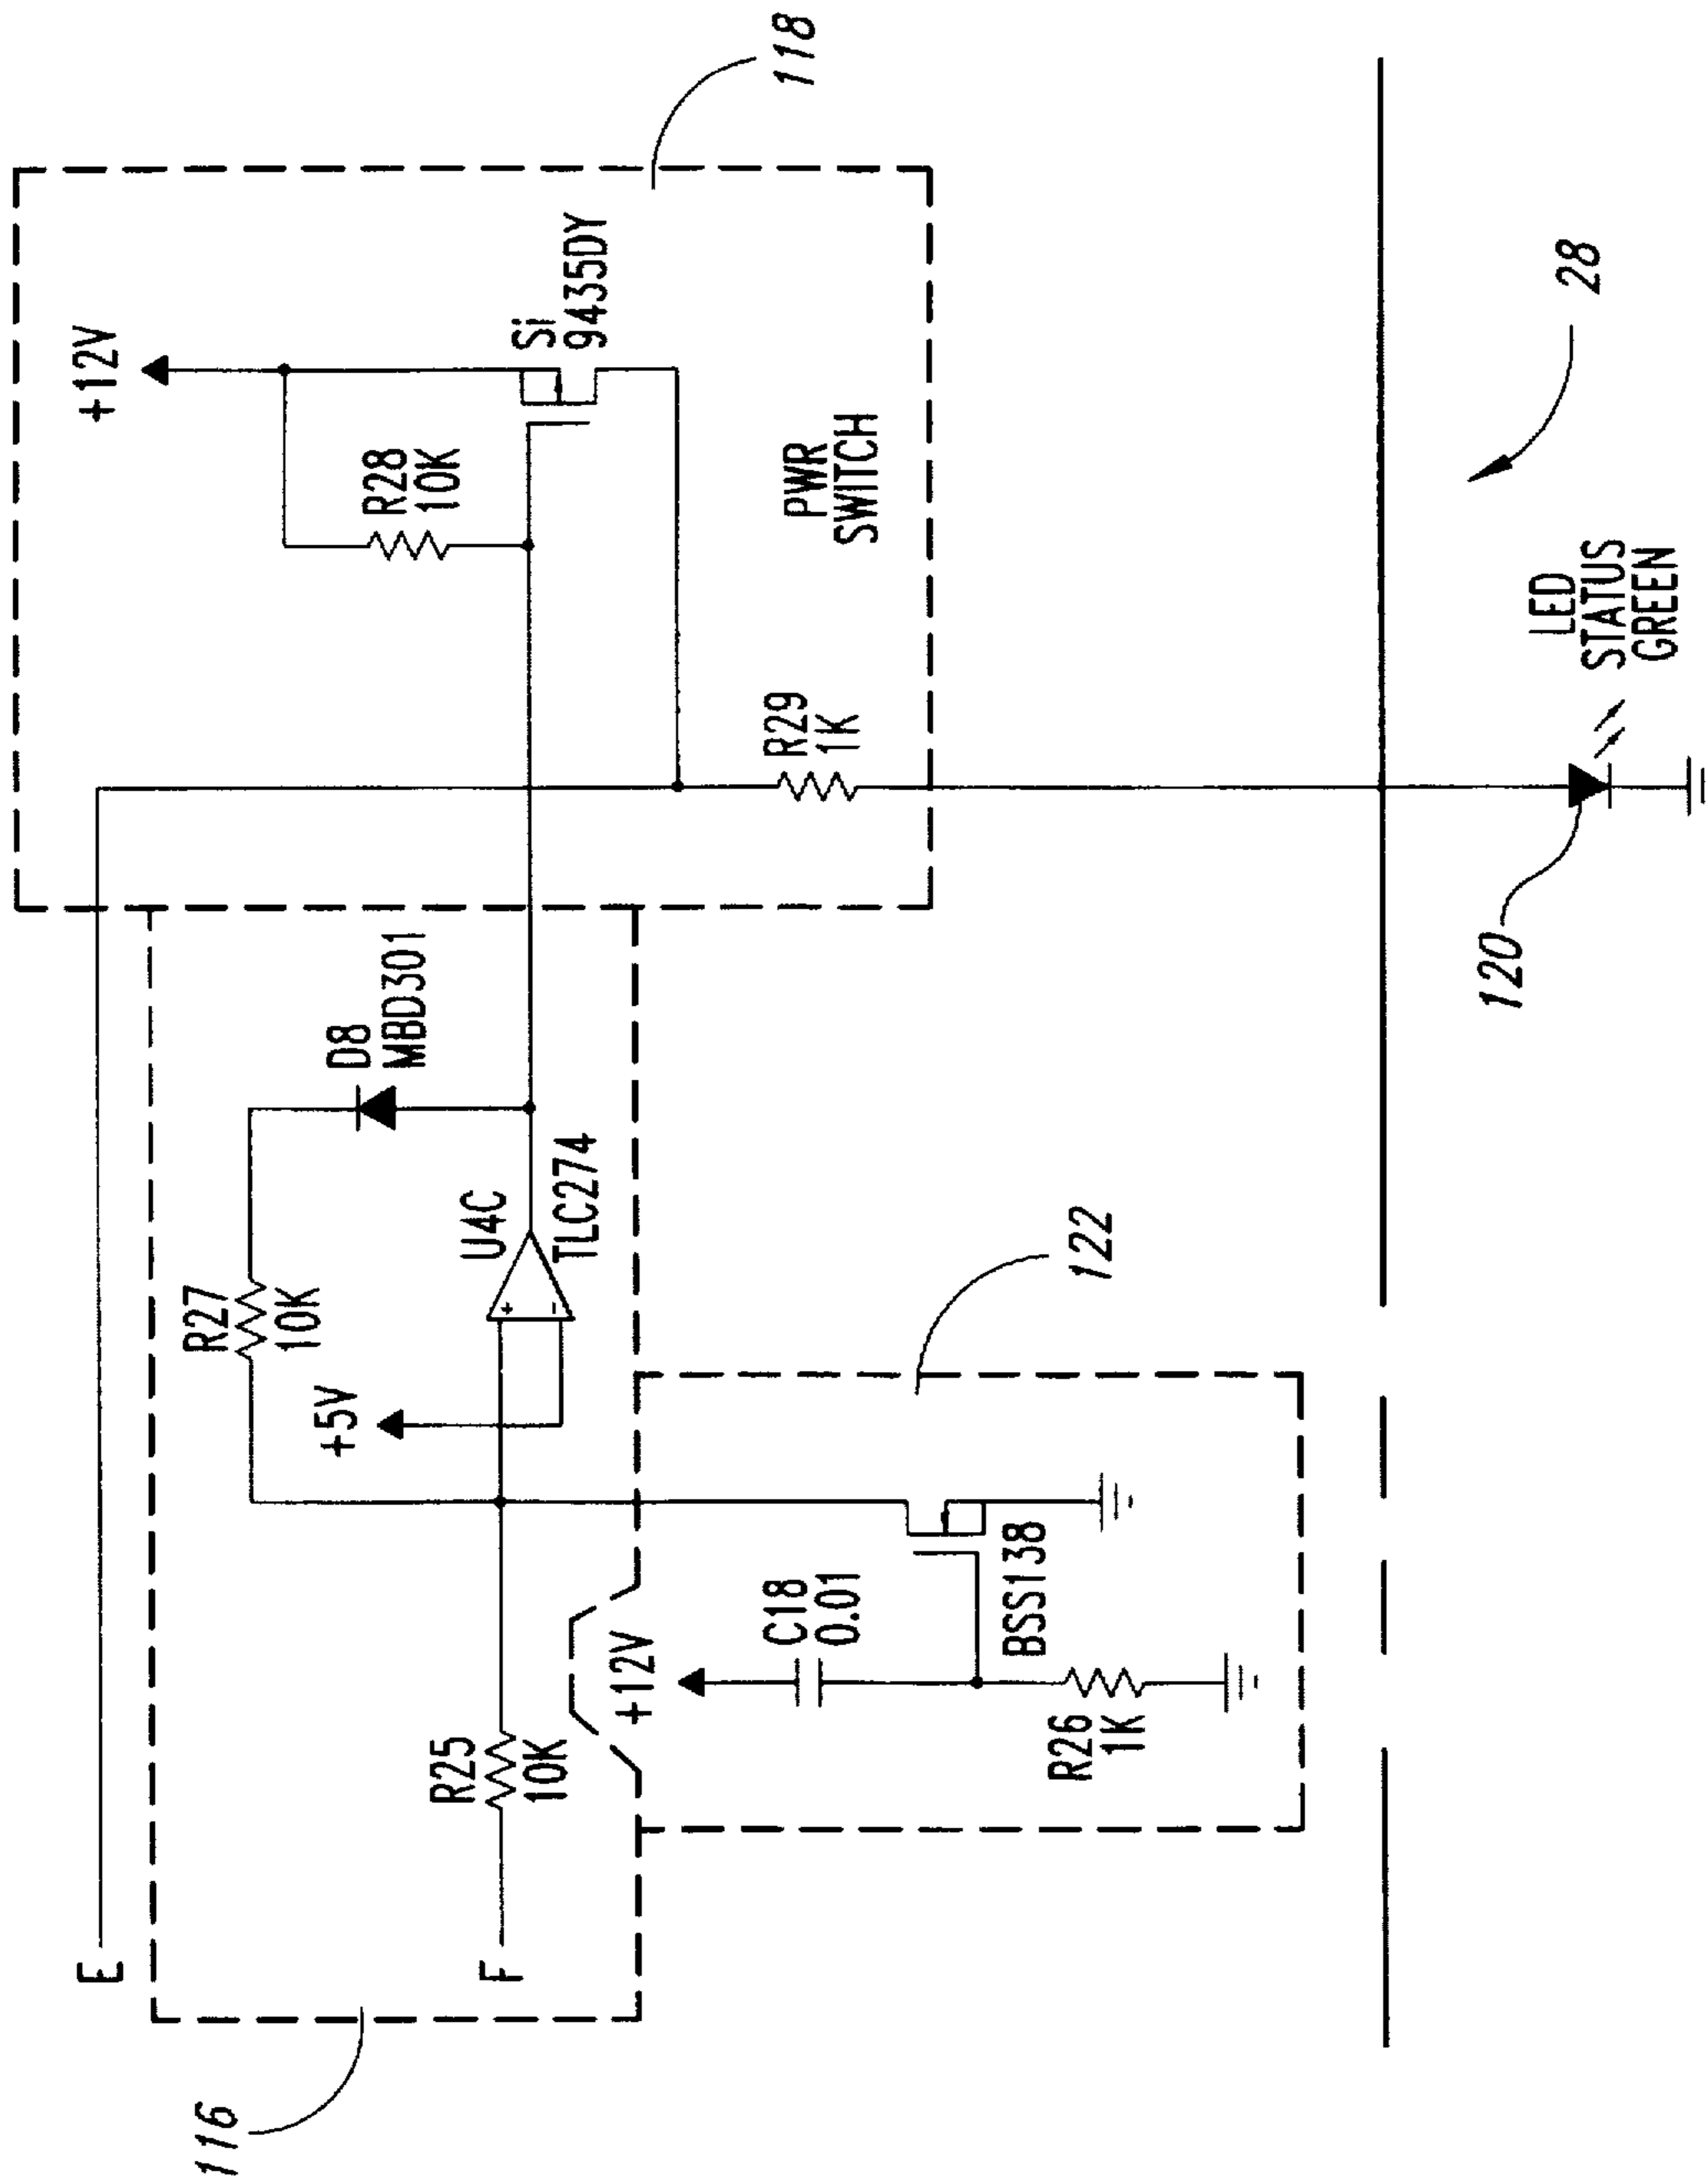 118
+12V
Si
9435DY
R28
10K
PWR
SWITCH
R29
1K
28
LED
STATUS
GREEN
120
D8
MBD301
U4C
TLC274
+
-
R27
10K
+5V
122
E
F
R25
10K
+12V
C18
0.01
BSS138
R26
1K
116